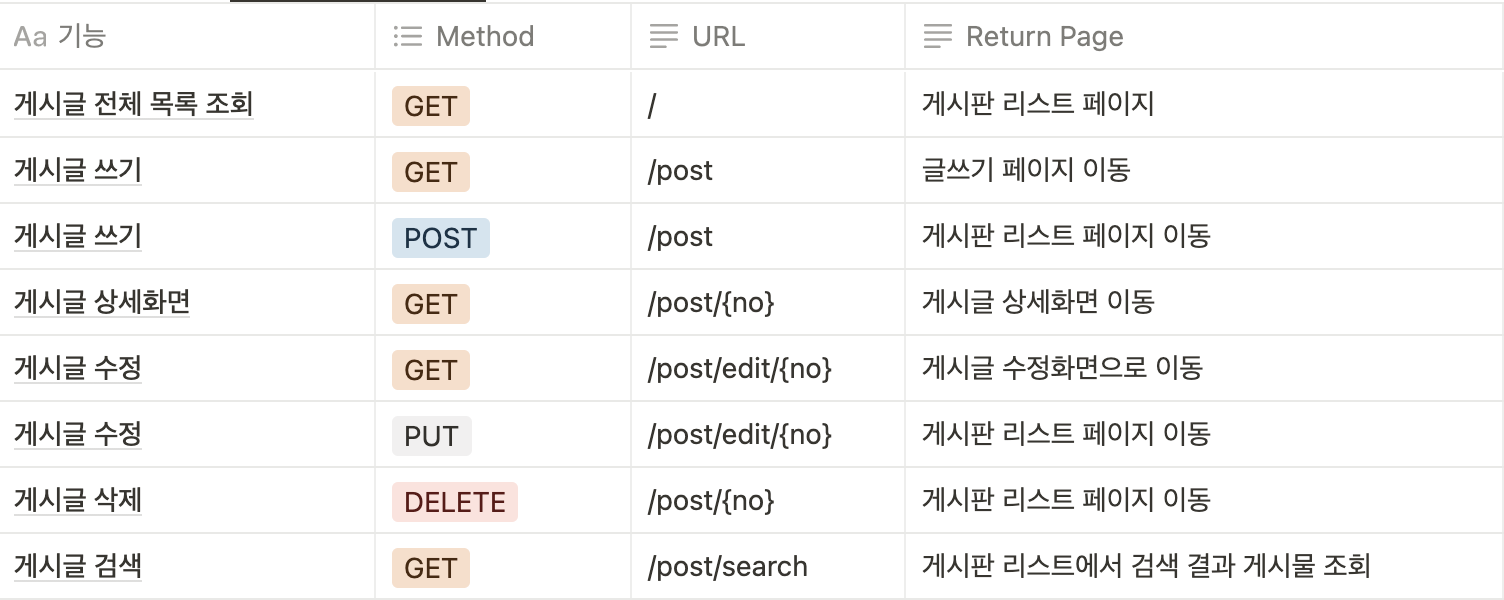 Aa 기능 Method URL Return Page
게시글 전체 목록 조회 GET / 게시판 리스트 페이지
게시글 쓰기 GET /post 글쓰기 페이지 이동
게시글 쓰기 POST /post 게시판 리스트 페이지 이동
게시글 상세화면 GET /post/{no} 게시글 상세화면 이동
게시글 수정 GET /post/edit/{no} 게시글 수정화면으로 이동
게시글 수정 PUT /post/edit/{no} 게시판 리스트 페이지 이동
게시글 삭제 DELETE /post/{no} 게시판 리스트 페이지 이동
게시글 검색 GET /post/search 게시판 리스트에서 검색 결과 게시물 조회